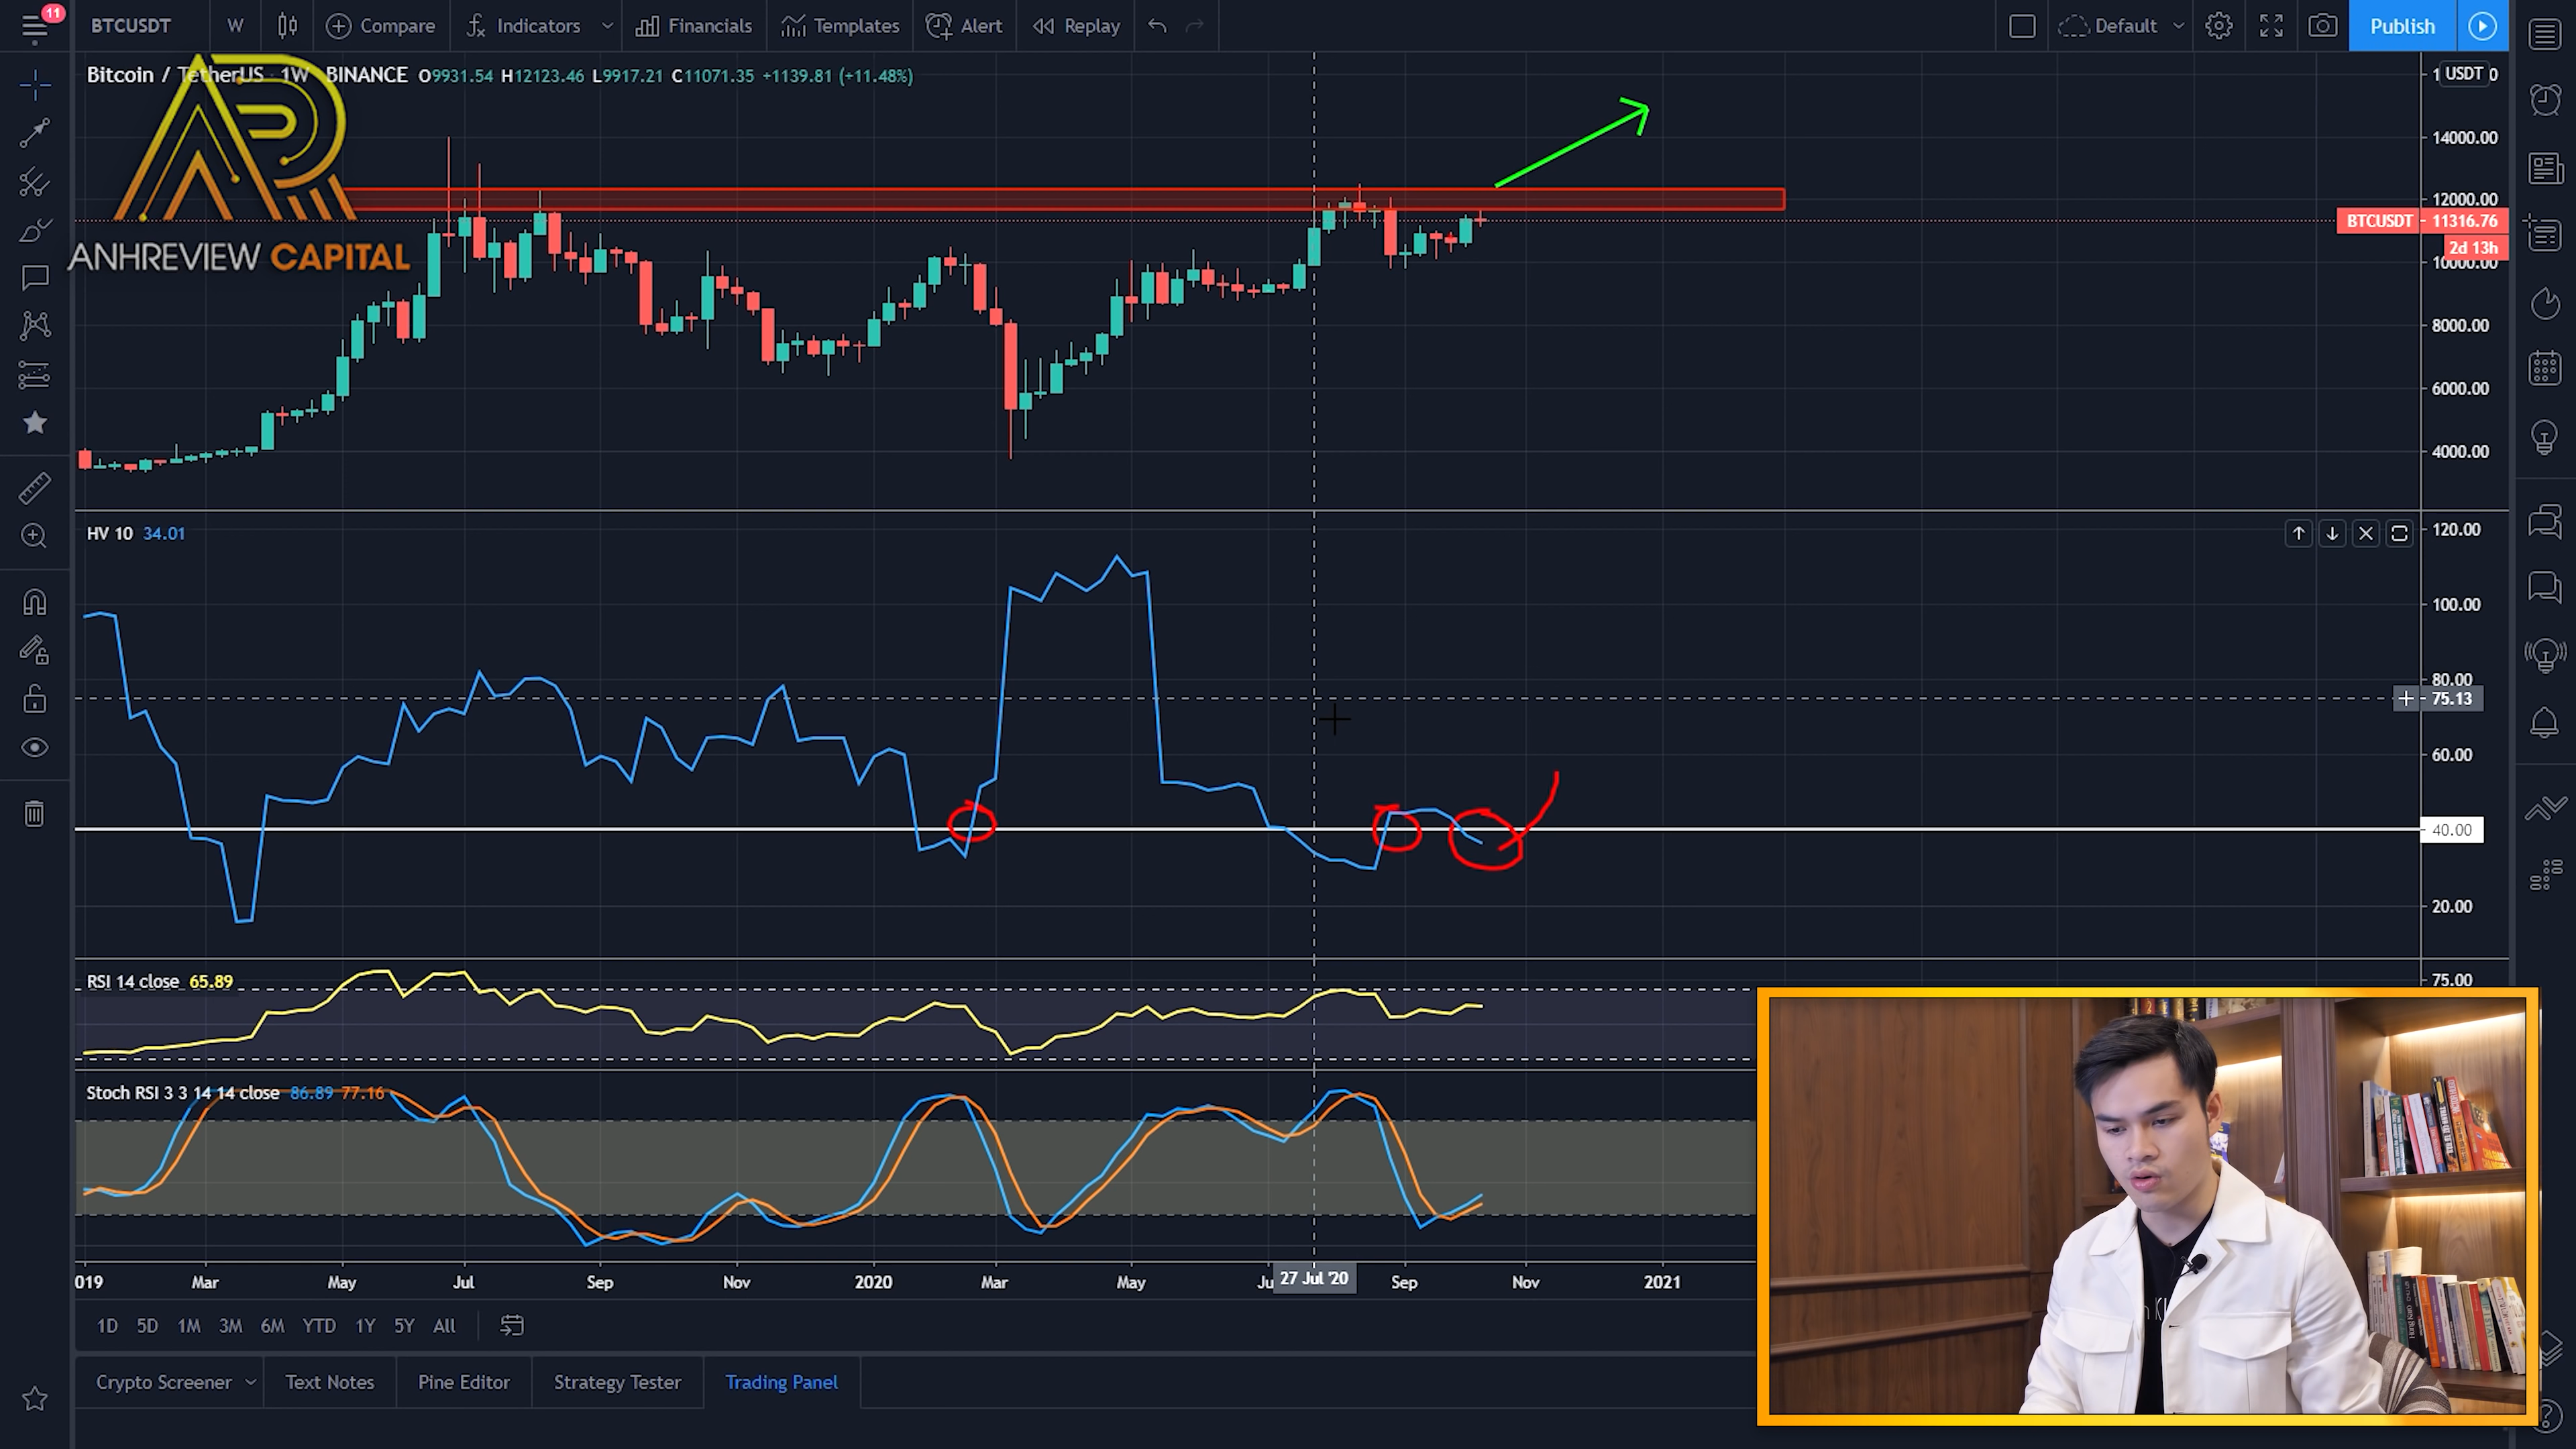 11
BTCUSDT W Compare Indicators Financials Templates Alert Replay Default Publish
Bitcoin / TetherUS 1W BINANCE O9931.54 H12123.46 L9917.21 C11071.35 +1139.81 (+11.48%)
USDT
ANHREVIEW CAPITAL
14000.00
12000.00
BTCUSDT 11316.76
2d 13h
10000.00
8000.00
6000.00
4000.00
HV 10 34.01
120.00
100.00
80.00
75.13
60.00
40.00
20.00
RSI 14 close 65.89
75.00
Stoch RSI 3 3 14 14 close 86.89 77.16
019 Mar May Jul Sep Nov 2020 Mar May Ju 27 Jul '20 Sep Nov 2021
1D 5D 1M 3M 6M YTD 1Y 5Y All
Crypto Screener Text Notes Pine Editor Strategy Tester Trading Panel